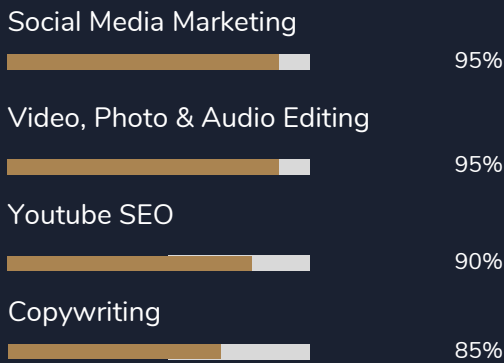 Social Media Marketing
95%
Video, Photo & Audio Editing
95%
Youtube SEO
90%
Copywriting
85%